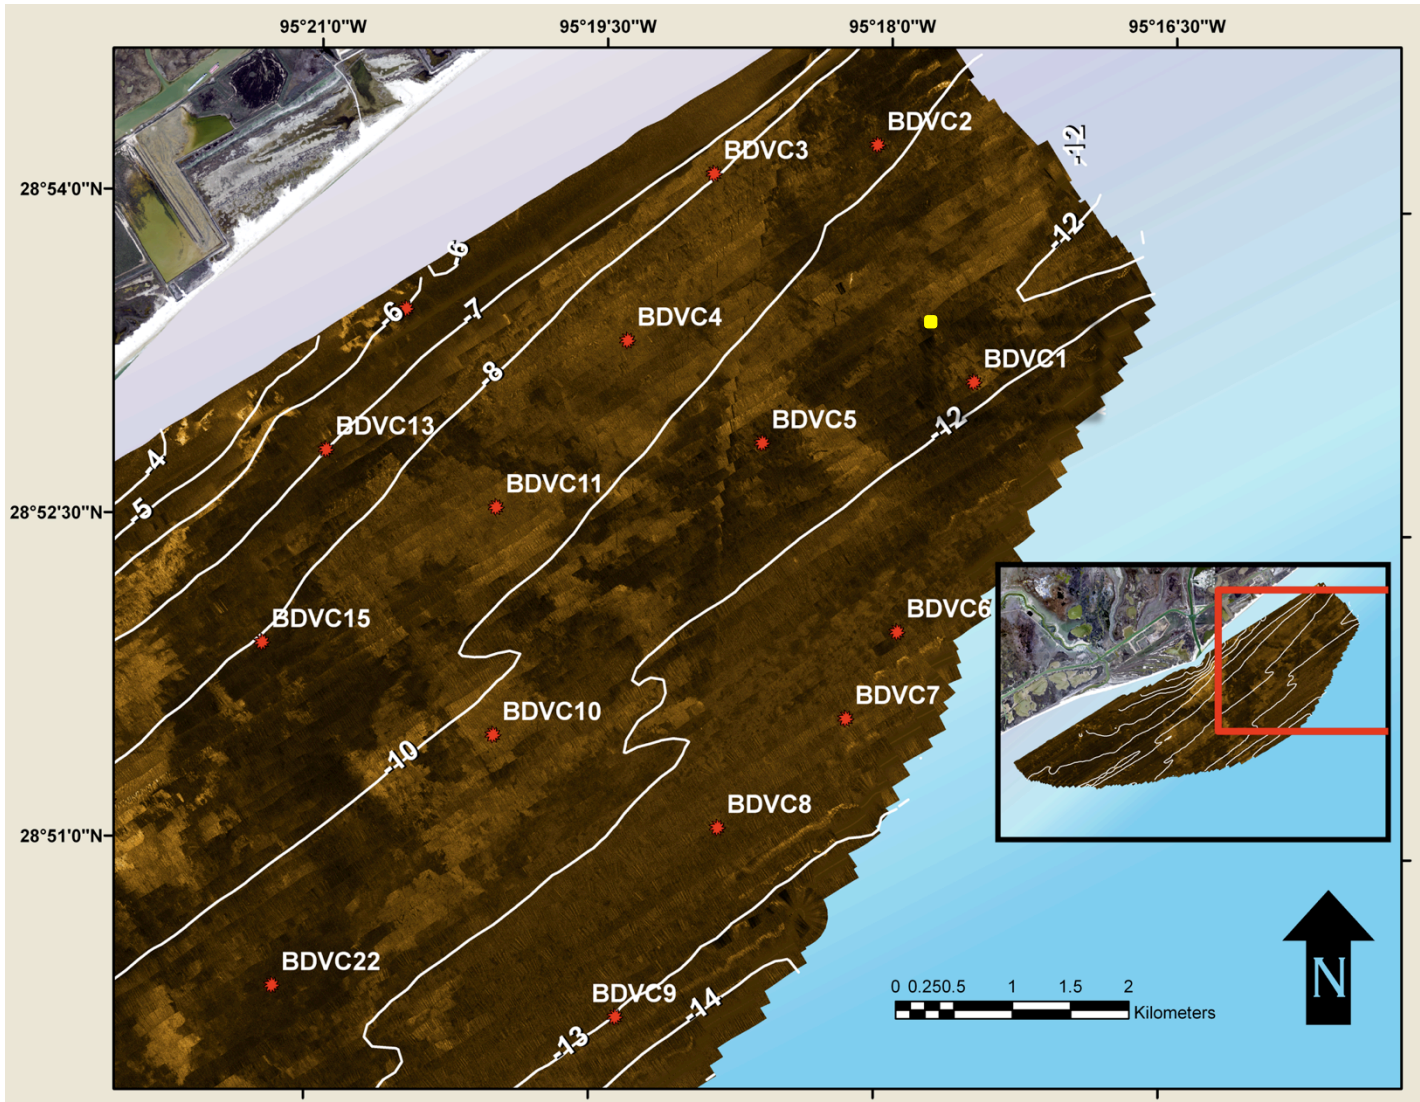 95°21'0"W
95°19'30"W
95°18'0"W
95°16'30"W
28°54'0"N
28°52'30"N
28°51'0"N
BDVC2
BDVC3
-12
-12
-6
-6
-7
BDVC4
-8
BDVC1
BDVC13
BDVC5
-12
-4
BDVC11
-5
BDVC6
BDVC15
BDVC7
BDVC10
-10
BDVC8
BDVC22
BDVC9
-14
-13
0 0.25 0.5 1 1.5 2
Kilometers
N